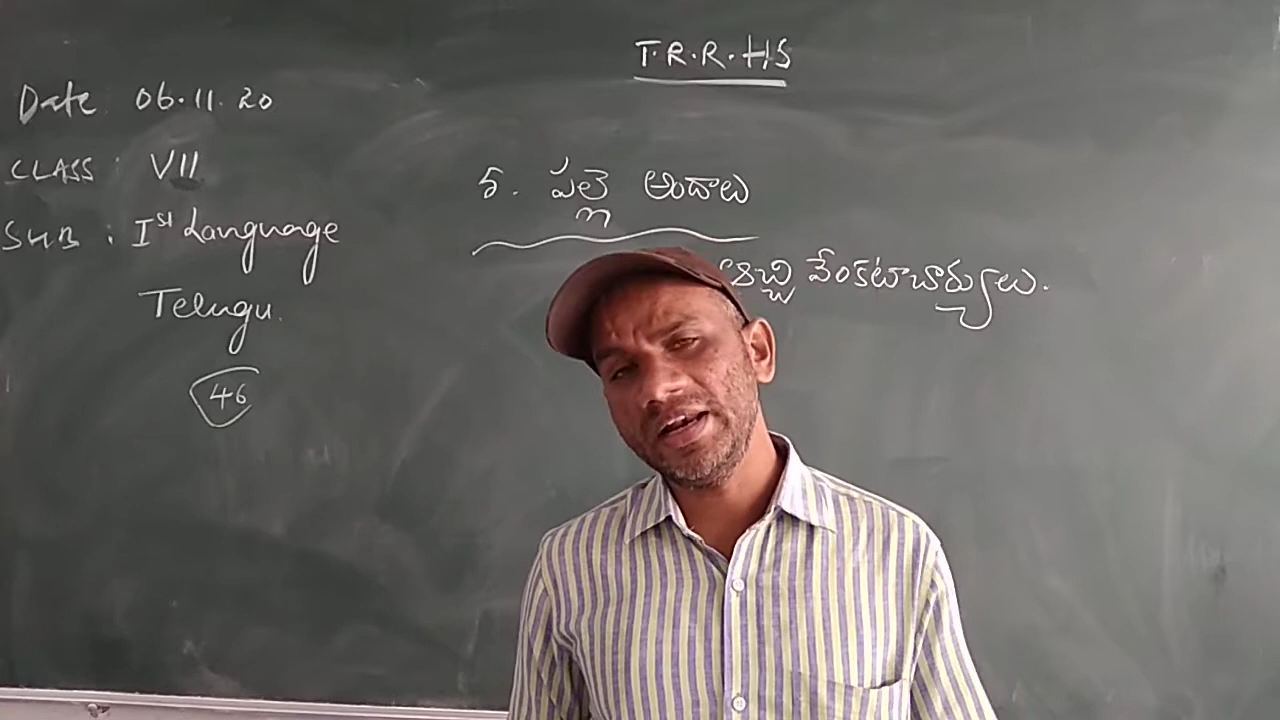 T.R.R.HS
Date 06.11.20
CLASS : VII
SUB : Ist Language
Telugu.
46
5. పల్లె అందాలు
వేంకటాచార్యులు.